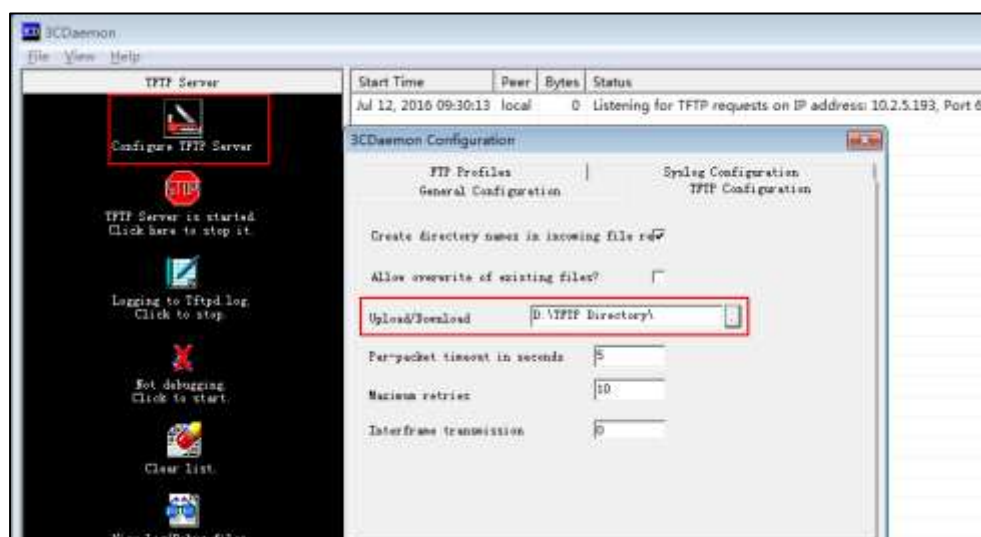 3CDaemon
File View Help
TFTP Server
Start Time Peer Bytes Status
Jul 12, 2016 09:30:13 local 0 Listening for TFTP requests on IP address: 10.2.5.193, Port 6
Configure TFTP Server
STOP
TFTP Server is started.
Click here to stop it.
Logging to Tftpd.log.
Click to stop.
Not debugging.
Click to start.
Clear list.
3CDaemon Configuration
FTP Profiles Syslog Configuration
General Configuration TFTP Configuration
Create directory names in incoming file re
Allow overwrite of existing files?
Upload/Download D:\TFTP Directory\
Per-packet timeout in seconds 5
Maximum retries 10
Interframe transmission 0